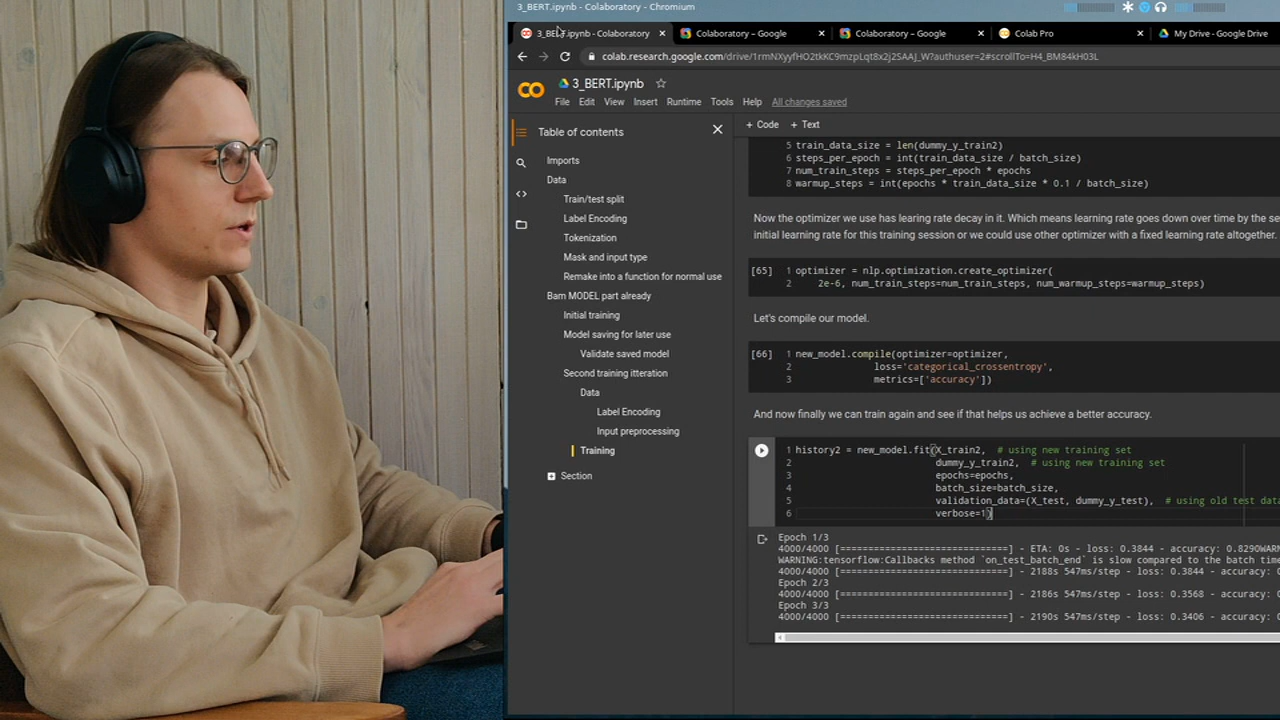 3_BERT.ipynb - Colaboratory - Chromium
3_BERT.ipynb - Colaboratory
Colaboratory – Google
Colaboratory – Google
Colab Pro
My Drive - Google Drive
3_BERT.ipynb
File Edit View Insert Runtime Tools Help All changes saved
Table of contents
Imports
Data
Train/test split
Label Encoding
Tokenization
Mask and input type
Remake into a function for normal use
Bam MODEL part already
Initial training
Model saving for later use
Validate saved model
Second training itteration
Data
Label Encoding
Input preprocessing
Training
Section
+ Code + Text
5 train_data_size = len(dummy_y_train2)
6 steps_per_epoch = int(train_data_size / batch_size)
7 num_train_steps = steps_per_epoch * epochs
8 warmup_steps = int(epochs * train_data_size * 0.1 / batch_size)
Now the optimizer we use has learing rate decay in it. Which means learning rate goes down over time by the se
initial learning rate for this training session or we could use other optimizer with a fixed learning rate altogether.
[65] 1 optimizer = nlp.optimization.create_optimizer(
2 2e-6, num_train_steps=num_train_steps, num_warmup_steps=warmup_steps)
Let's compile our model.
[66] 1 new_model.compile(optimizer=optimizer,
2 loss='categorical_crossentropy',
3 metrics=['accuracy'])
And now finally we can train again and see if that helps us achieve a better accuracy.
1 history2 = new_model.fit(X_train2, # using new training set
2 dummy_y_train2, # using new training set
3 epochs=epochs,
4 batch_size=batch_size,
5 validation_data=(X_test, dummy_y_test), # using old test data
6 verbose=1)
Epoch 1/3
4000/4000 [==============================] - ETA: 0s - loss: 0.3844 - accuracy: 0.8290WARN
WARNING:tensorflow:Callbacks method `on_test_batch_end` is slow compared to the batch time
4000/4000 [==============================] - 2188s 547ms/step - loss: 0.3844 - accuracy: 0
Epoch 2/3
4000/4000 [==============================] - 2186s 547ms/step - loss: 0.3568 - accuracy: 0
Epoch 3/3
4000/4000 [==============================] - 2190s 547ms/step - loss: 0.3406 - accuracy: 0